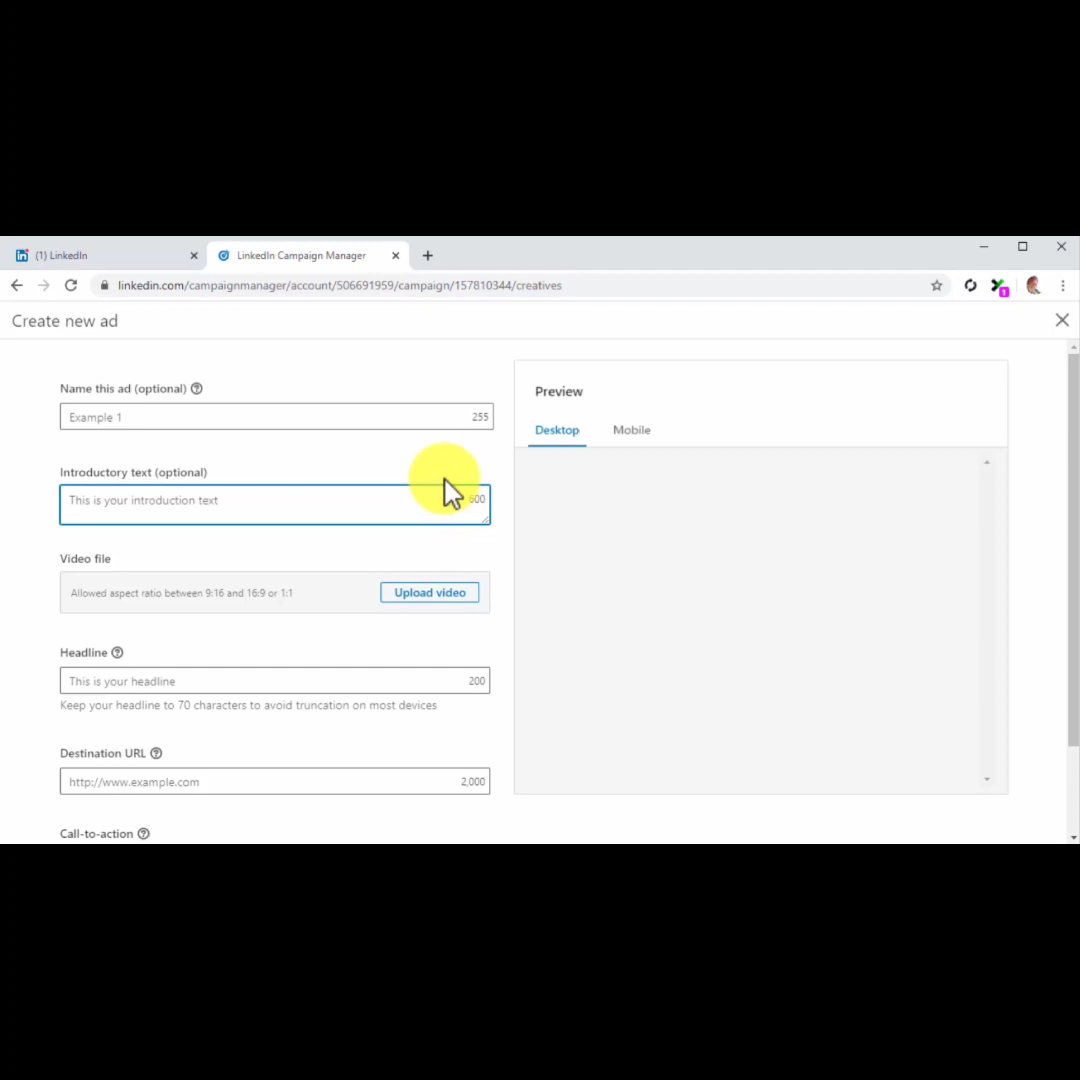 (1) LinkedIn
LinkedIn Campaign Manager
linkedin.com/campaignmanager/account/506691959/campaign/157810344/creatives
1
Create new ad
Name this ad (optional)
Example 1 255
Introductory text (optional)
This is your introduction text 600
Video file
Allowed aspect ratio between 9:16 and 16:9 or 1:1 Upload video
Headline
This is your headline 200
Keep your headline to 70 characters to avoid truncation on most devices
Destination URL
http://www.example.com 2,000
Call-to-action
Preview
Desktop Mobile